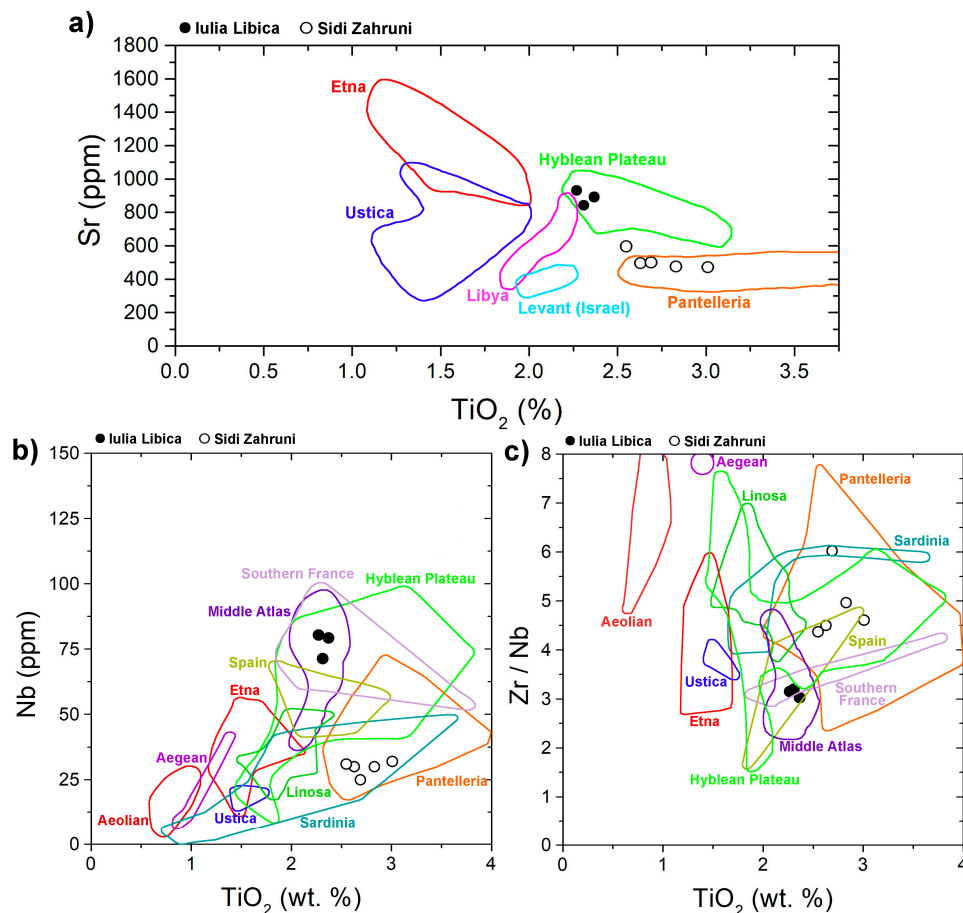 a)
● Iulia Libica ○ Sidi Zahruni
1800
1600
1400
1200
1000
800
600
400
200
0
Sr (ppm)
Etna
Hyblean Plateau
Ustica
Libya
Levant (Israel)
Pantelleria
0.0 0.5 1.0 1.5 2.0 2.5 3.0 3.5
TiO2 (%)
b)
● Iulia Libica ○ Sidi Zahruni
150
125
100
75
50
25
0
Nb (ppm)
Southern France
Hyblean Plateau
Middle Atlas
Spain
Etna
Aegean
Pantelleria
Linosa
Aeolian
Ustica
Sardinia
0 1 2 3 4
TiO2 (wt. %)
c)
● Iulia Libica ○ Sidi Zahruni
8
7
6
5
4
3
2
1
0
Zr / Nb
Aegean
Linosa
Pantelleria
Sardinia
Aeolian
Spain
Ustica
Southern
France
Etna
Middle Atlas
Hyblean Plateau
0 1 2 3 4
TiO2 (wt. %)